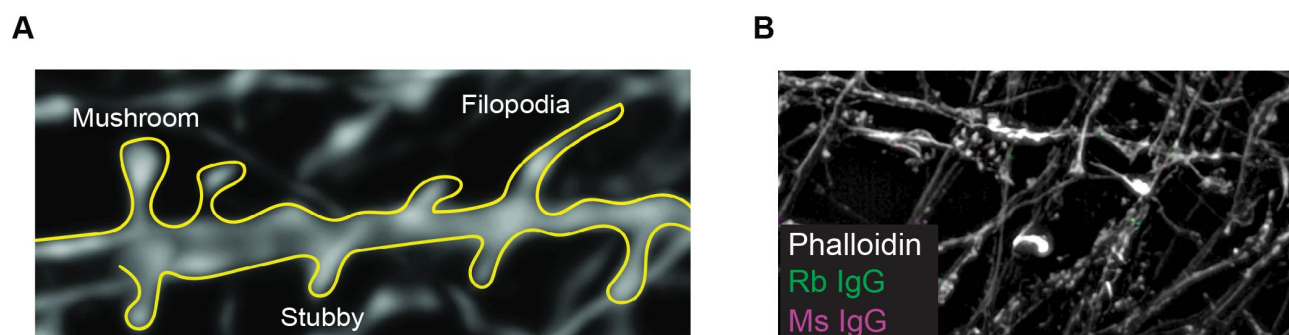 A
B
Mushroom
Filopodia
Stubby
Phalloidin
Rb IgG
Ms IgG